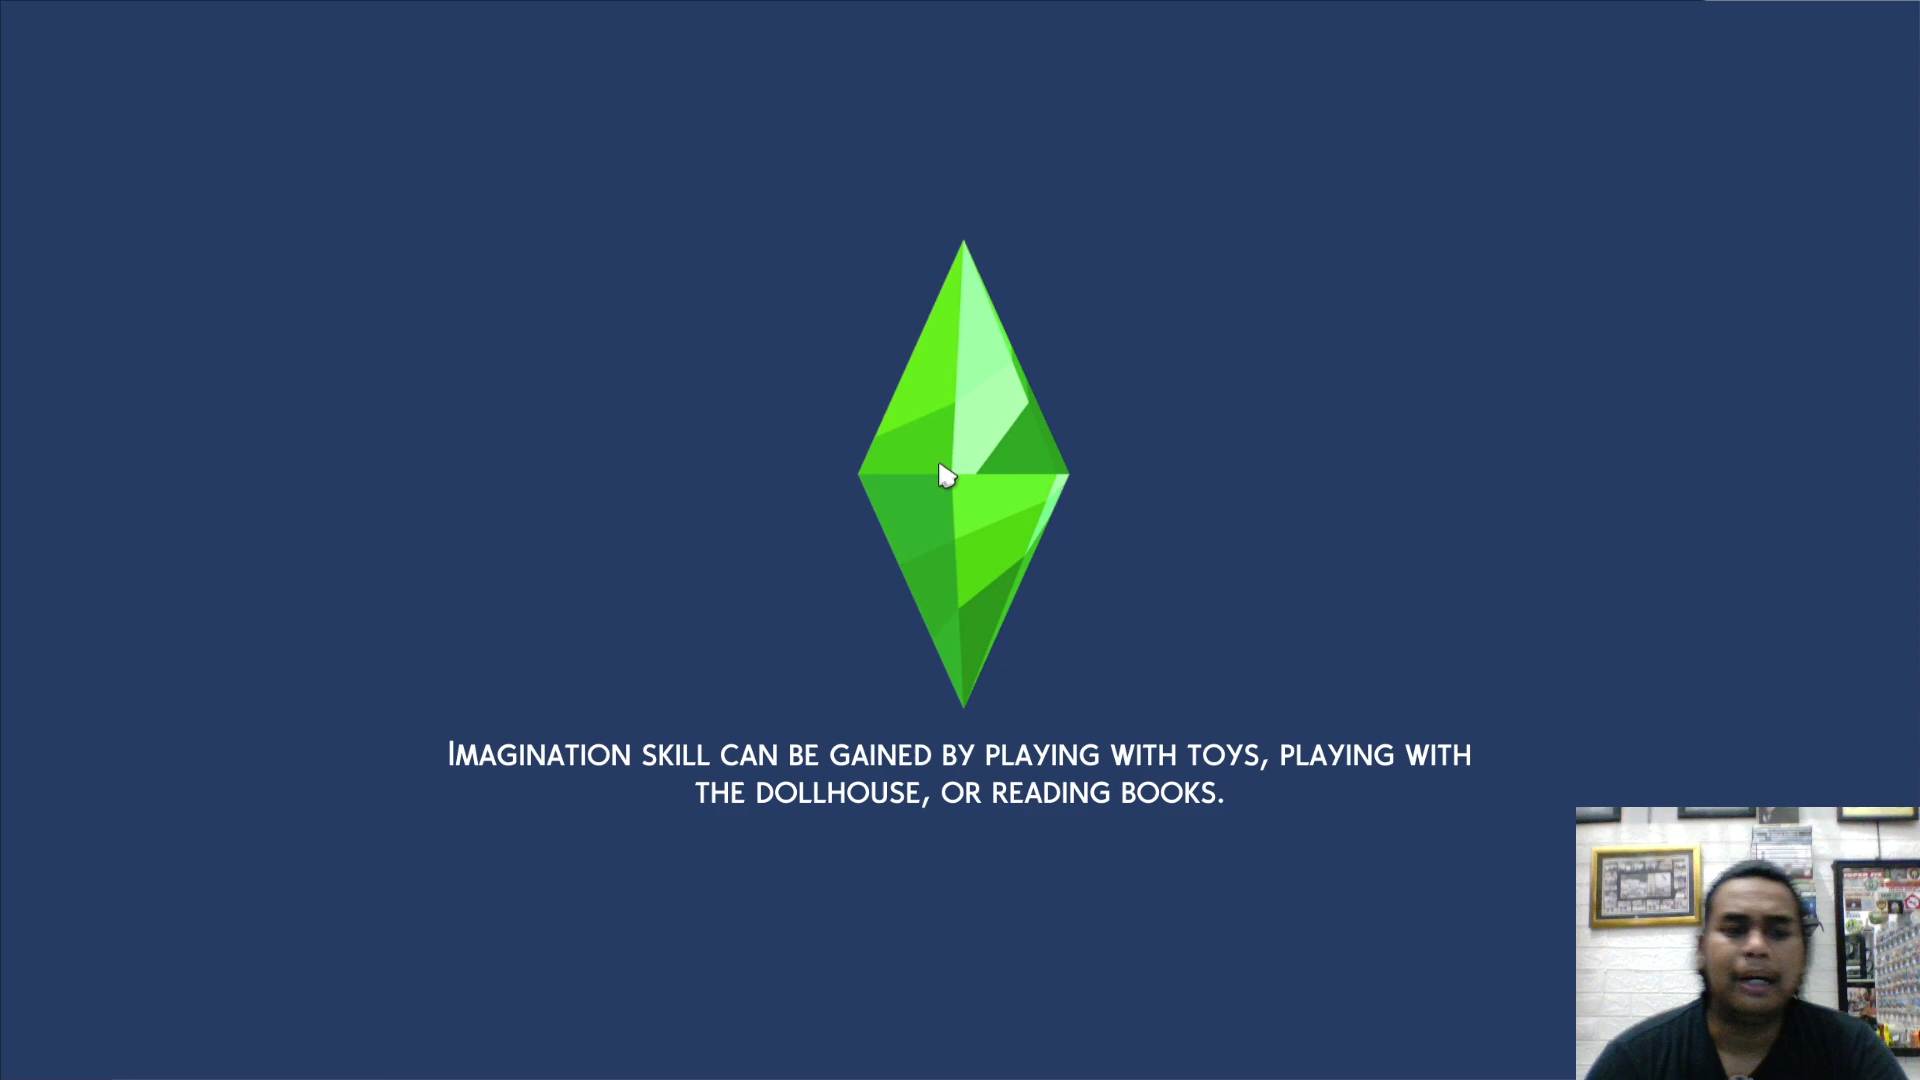 Imagination skill can be gained by playing with toys, playing with
the dollhouse, or reading books.